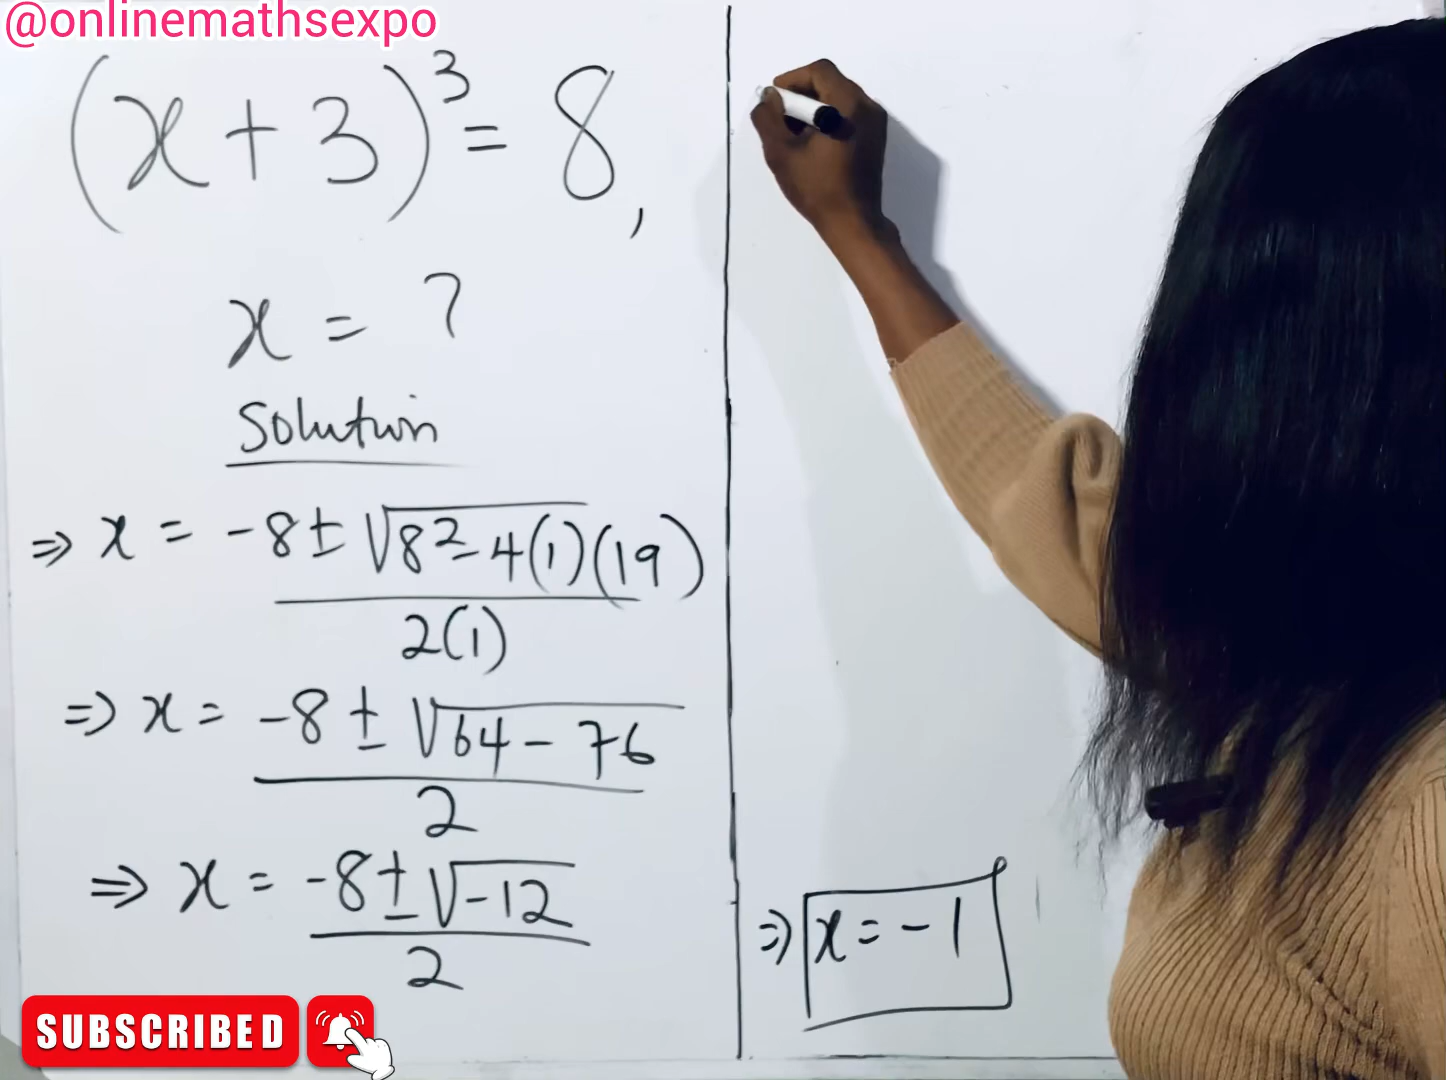 @onlinemathsexpo
(x+3)³ = 8,
x = ?
Solution
⇒ x = -8 ± √8² - 4(1)(19)
2(1)
⇒ x = -8 ± √64 - 76
2
⇒ x = -8 ± √-12
2
⇒ x = -1
SUBSCRIBED